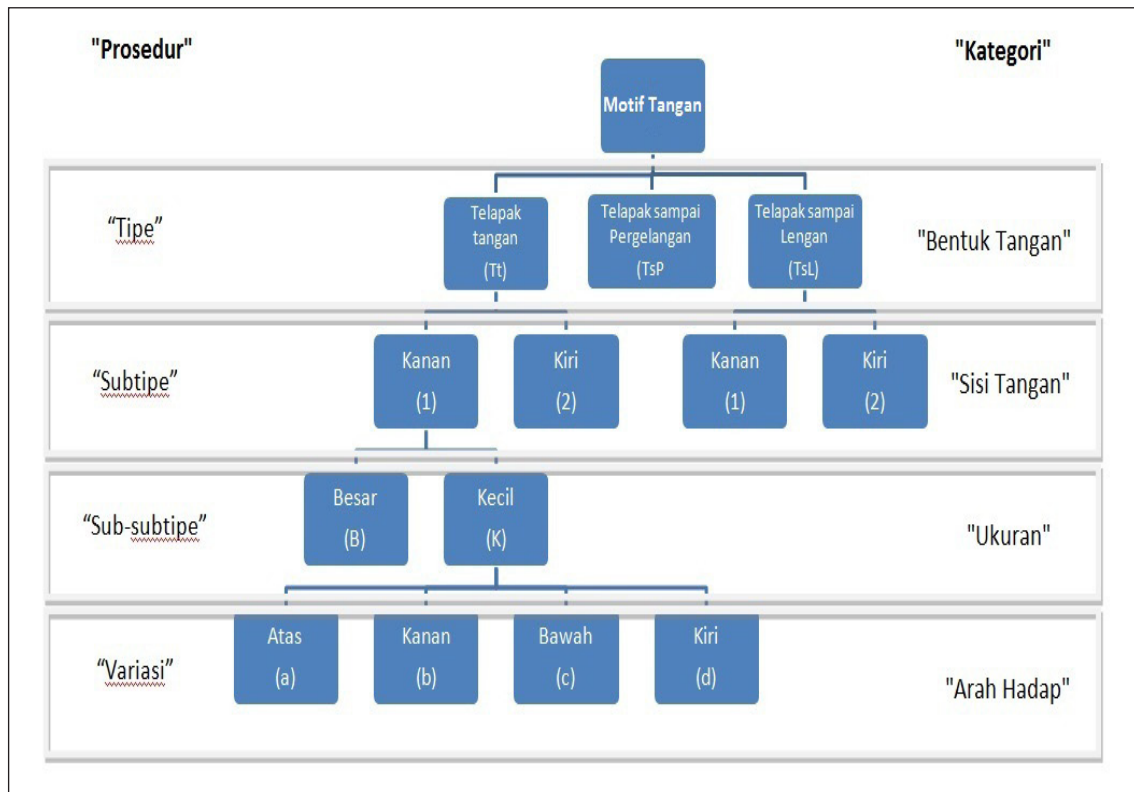 "Prosedur"
"Kategori"
Motif Tangan
“Tipe”
Telapak
tangan
(Tt)
Telapak sampai
Pergelangan
(TsP
Telapak sampai
Lengan
(TsL)
"Bentuk Tangan"
“Subtipe”
Kanan
(1)
Kiri
(2)
Kanan
(1)
Kiri
(2)
"Sisi Tangan"
“Sub-subtipe”
Besar
(B)
Kecil
(K)
"Ukuran"
“Variasi”
Atas
(a)
Kanan
(b)
Bawah
(c)
Kiri
(d)
"Arah Hadap"